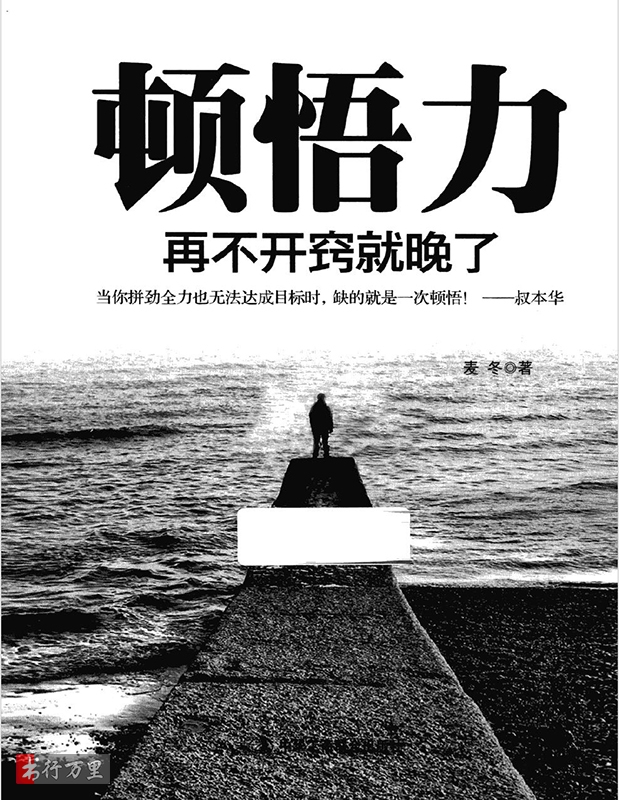 顿悟力
再不开窍就晚了
当你拼劲全力也无法达成目标时，缺的就是一次顿悟！ ——叔本华
麦 冬◎著
书行万里